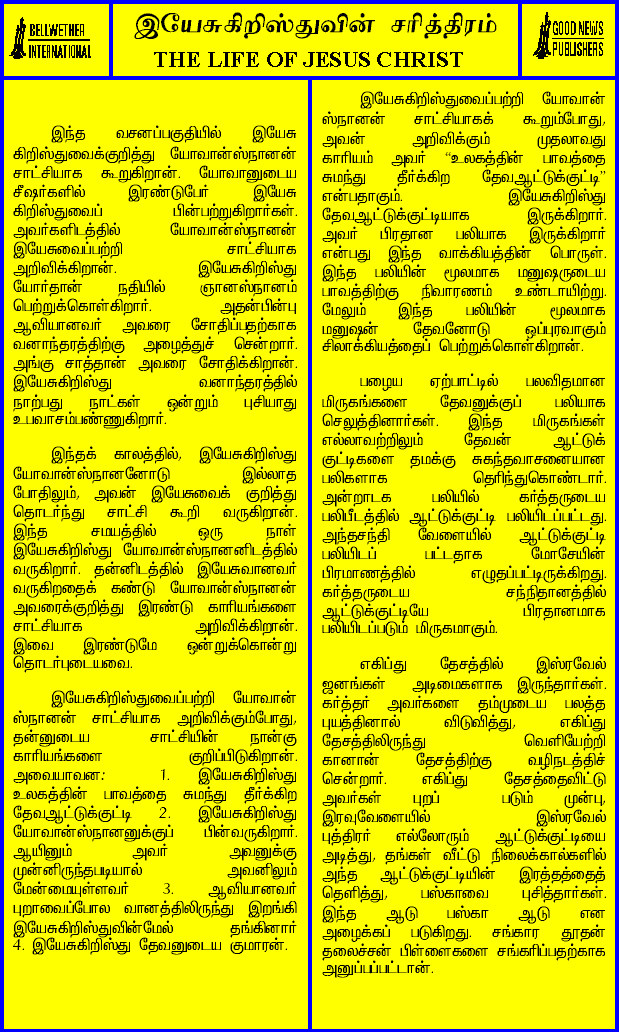 BELLWETHER
INTERNATIONAL
இயேசுகிறிஸ்துவின் சரித்திரம்
THE LIFE OF JESUS CHRIST
GOOD NEWS
PUBLISHERS
இந்த வசனப்பகுதியில் இயேசு
கிறிஸ்துவைக்குறித்து யோவான்ஸ்நானன்
சாட்சியாக கூறுகிறான். யோவானுடைய
சீஷர்களில் இரண்டுபேர் இயேசு
கிறிஸ்துவைப் பின்பற்றுகிறார்கள்.
அவர்களிடத்தில் யோவான்ஸ்நானன்
இயேசுவைப்பற்றி சாட்சியாக
அறிவிக்கிறான். இயேசுகிறிஸ்து
யோர்தான் நதியில் ஞானஸ்நானம்
பெற்றுக்கொள்கிறார். அதன்பின்பு
ஆவியானவர் அவரை சோதிப்பதற்காக
வனாந்தரத்திற்கு அழைத்துச் சென்றார்.
அங்கு சாத்தான் அவரை சோதிக்கிறான்.
இயேசுகிறிஸ்து வனாந்தரத்தில்
நாற்பது நாட்கள் ஒன்றும் புசியாது
உபவாசம்பண்ணுகிறார்.
இந்தக் காலத்தில், இயேசுகிறிஸ்து
யோவான்ஸ்நானனோடு இல்லாத
போதிலும், அவன் இயேசுவைக் குறித்து
தொடர்ந்து சாட்சி கூறி வருகிறான்.
இந்த சமயத்தில் ஒரு நாள்
இயேசுகிறிஸ்து யோவான்ஸ்நானனிடத்தில்
வருகிறார். தன்னிடத்தில் இயேசுவானவர்
வருகிறதைக் கண்டு யோவான்ஸ்நானன்
அவரைக்குறித்து இரண்டு காரியங்களை
சாட்சியாக அறிவிக்கிறான்.
இவை இரண்டுமே ஒன்றுக்கொன்று
தொடர்புடையவை.
இயேசுகிறிஸ்துவைப்பற்றி யோவான்
ஸ்நானன் சாட்சியாக அறிவிக்கும்போது,
தன்னுடைய சாட்சியின் நான்கு
காரியங்களை குறிப்பிடுகிறான்.
அவையாவன: 1. இயேசுகிறிஸ்து
உலகத்தின் பாவத்தை சுமந்து தீர்க்கிற
தேவஆட்டுக்குட்டி 2. இயேசுகிறிஸ்து
யோவான்ஸ்நானனுக்குப் பின்வருகிறார்.
ஆயினும் அவர் அவனுக்கு
முன்னிருந்தபடியால் அவனிலும்
மேன்மையுள்ளவர் 3. ஆவியானவர்
புறாவைப்போல வானத்திலிருந்து இறங்கி
இயேசுகிறிஸ்துவின்மேல் தங்கினார்
4. இயேசுகிறிஸ்து தேவனுடைய குமாரன்.
இயேசுகிறிஸ்துவைப்பற்றி யோவான்
ஸ்நானன் சாட்சியாகக் கூறும்போது,
அவன் அறிவிக்கும் முதலாவது
காரியம் அவர் “உலகத்தின் பாவத்தை
சுமந்து தீர்க்கிற தேவஆட்டுக்குட்டி”
என்பதாகும். இயேசுகிறிஸ்து
தேவஆட்டுக்குட்டியாக இருக்கிறார்.
அவர் பிரதான பலியாக இருக்கிறார்
என்பது இந்த வாக்கியத்தின் பொருள்.
இந்த பலியின் மூலமாக மனுஷருடைய
பாவத்திற்கு நிவாரணம் உண்டாயிற்று.
மேலும் இந்த பலியின் மூலமாக
மனுஷன் தேவனோடு ஒப்புரவாகும்
சிலாக்கியத்தைப் பெற்றுக்கொள்கிறான்.
பழைய ஏற்பாட்டில் பலவிதமான
மிருகங்களை தேவனுக்குப் பலியாக
செலுத்தினார்கள். இந்த மிருகங்கள்
எல்லாவற்றிலும் தேவன் ஆட்டுக்
குட்டிகளை தமக்கு சுகந்தவாசனையான
பலிகளாக தெரிந்துகொண்டார்.
அன்றாடக பலியில் கர்த்தருடைய
பலிபீடத்தில் ஆட்டுக்குட்டி பலியிடப்பட்டது.
அந்தசந்தி வேளையில் ஆட்டுக்குட்டி
பலியிடப் பட்டதாக மோசேயின்
பிரமாணத்தில் எழுதப்பட்டிருக்கிறது.
கர்த்தருடைய சந்நிதானத்தில்
ஆட்டுக்குட்டியே பிரதானமாக
பலியிடப்படும் மிருகமாகும்.
எகிப்து தேசத்தில் இஸ்ரவேல்
ஜனங்கள் அடிமைகளாக இருந்தார்கள்.
கர்த்தர் அவர்களை தம்முடைய பலத்த
புயத்தினால் விடுவித்து, எகிப்து
தேசத்திலிருந்து வெளியேற்றி
கானான் தேசத்திற்கு வழிநடத்திச்
சென்றார். எகிப்து தேசத்தைவிட்டு
அவர்கள் புறப் படும் முன்பு,
இரவுவேளையில் இஸ்ரவேல்
புத்திரர் எல்லோரும் ஆட்டுக்குட்டியை
அடித்து, தங்கள் வீட்டு நிலைக்கால்களில்
அந்த ஆட்டுக்குட்டியின் இரத்தத்தைத்
தெளித்து, பஸ்காவை புசித்தார்கள்.
இந்த ஆடு பஸ்கா ஆடு என
அழைக்கப் படுகிறது. சங்கார தூதன்
தலைச்சன் பிள்ளைகளை சங்கரிப்பதற்காக
அனுப்பப்பட்டான்.